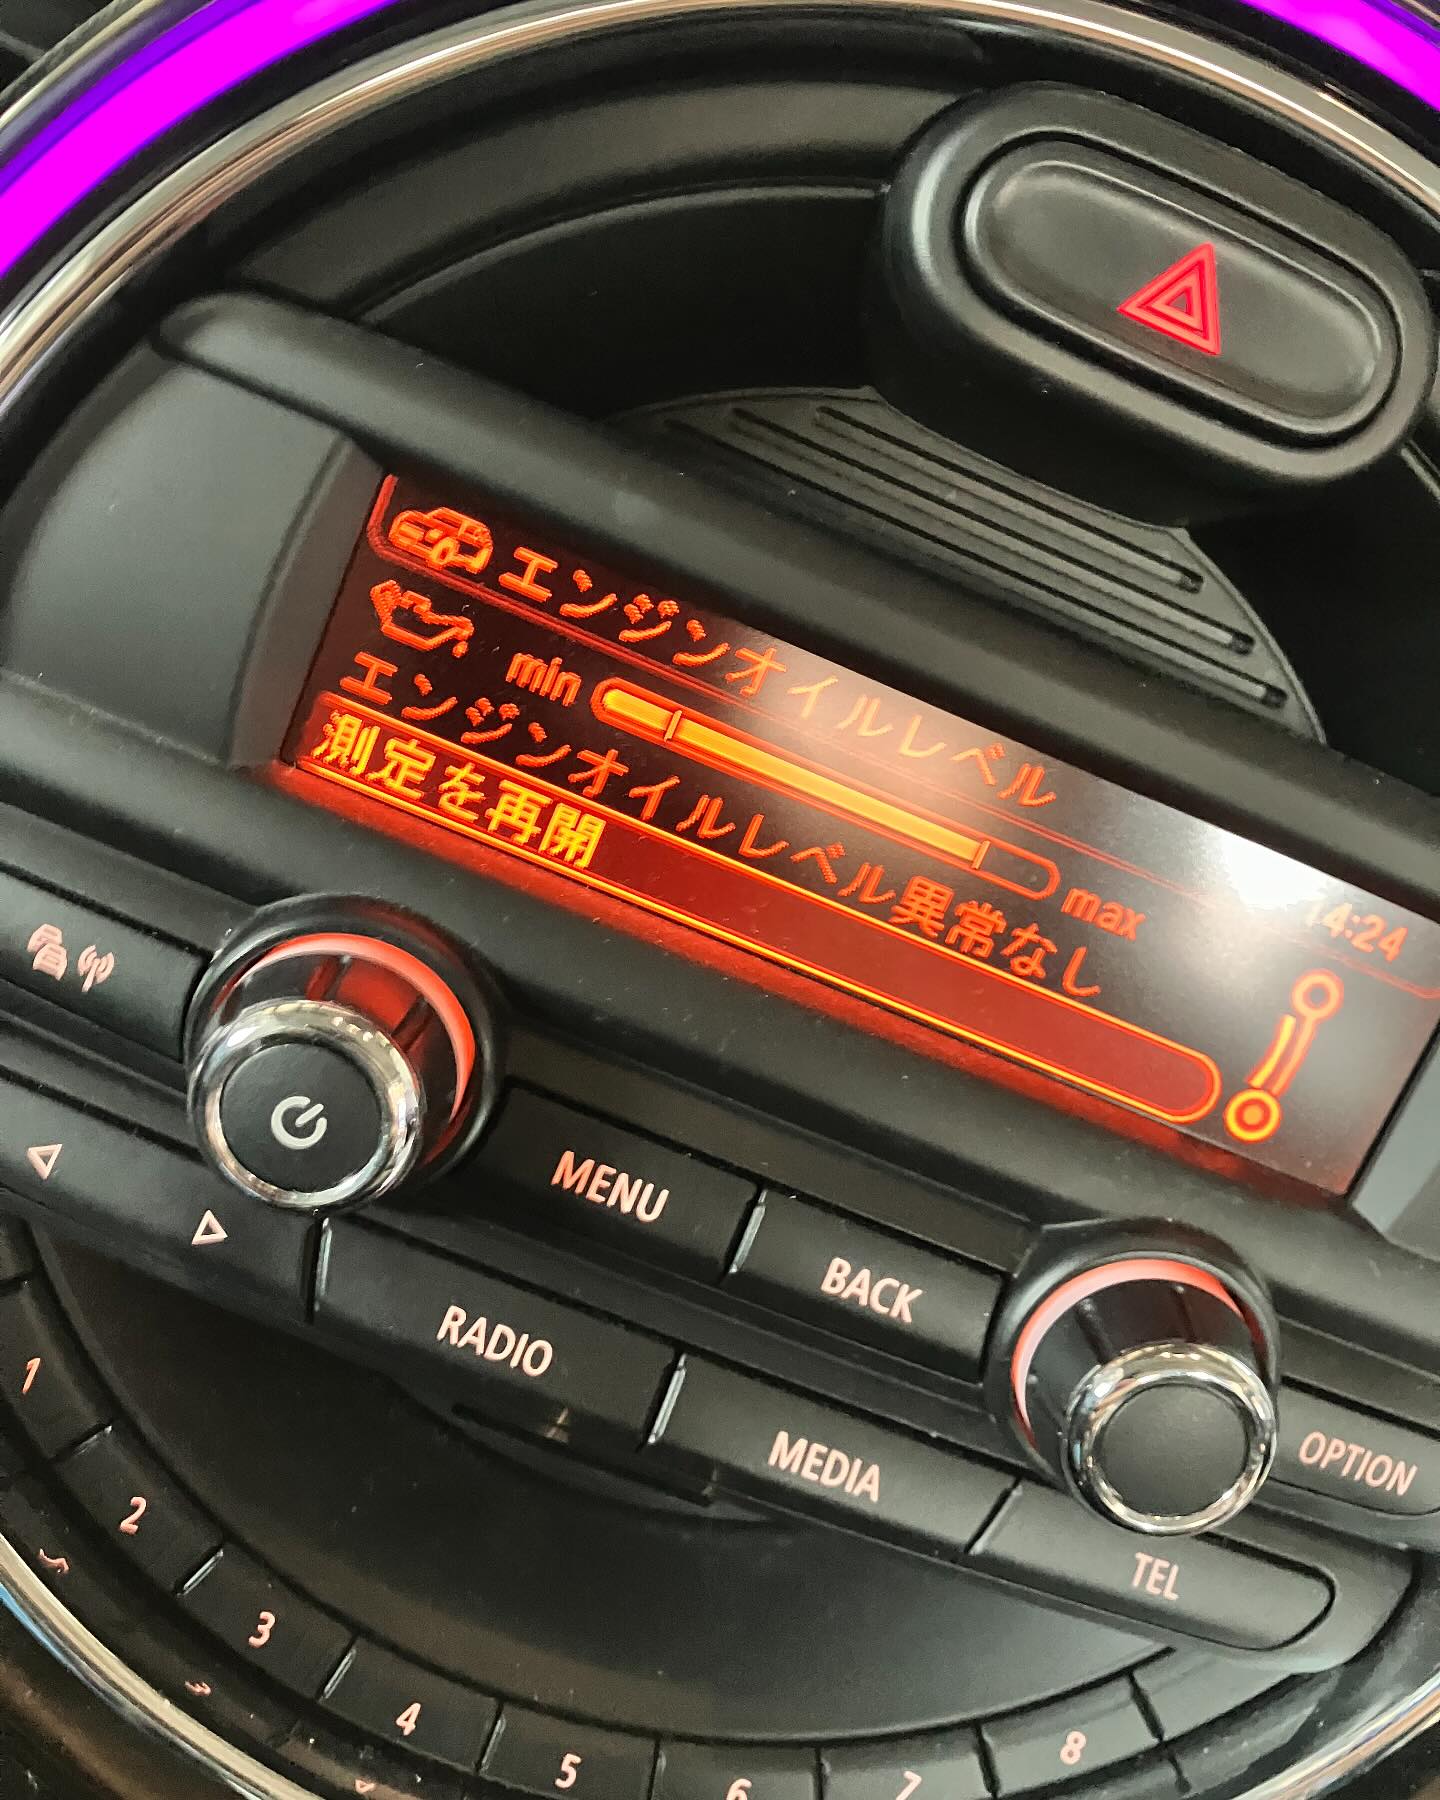 エンジンオイルレベル
14:24
min max
エンジンオイルレベル異常なし
測定を再開
MENU
BACK
RADIO
MEDIA
OPTION
TEL
1
2
3
4
5
6
7
8